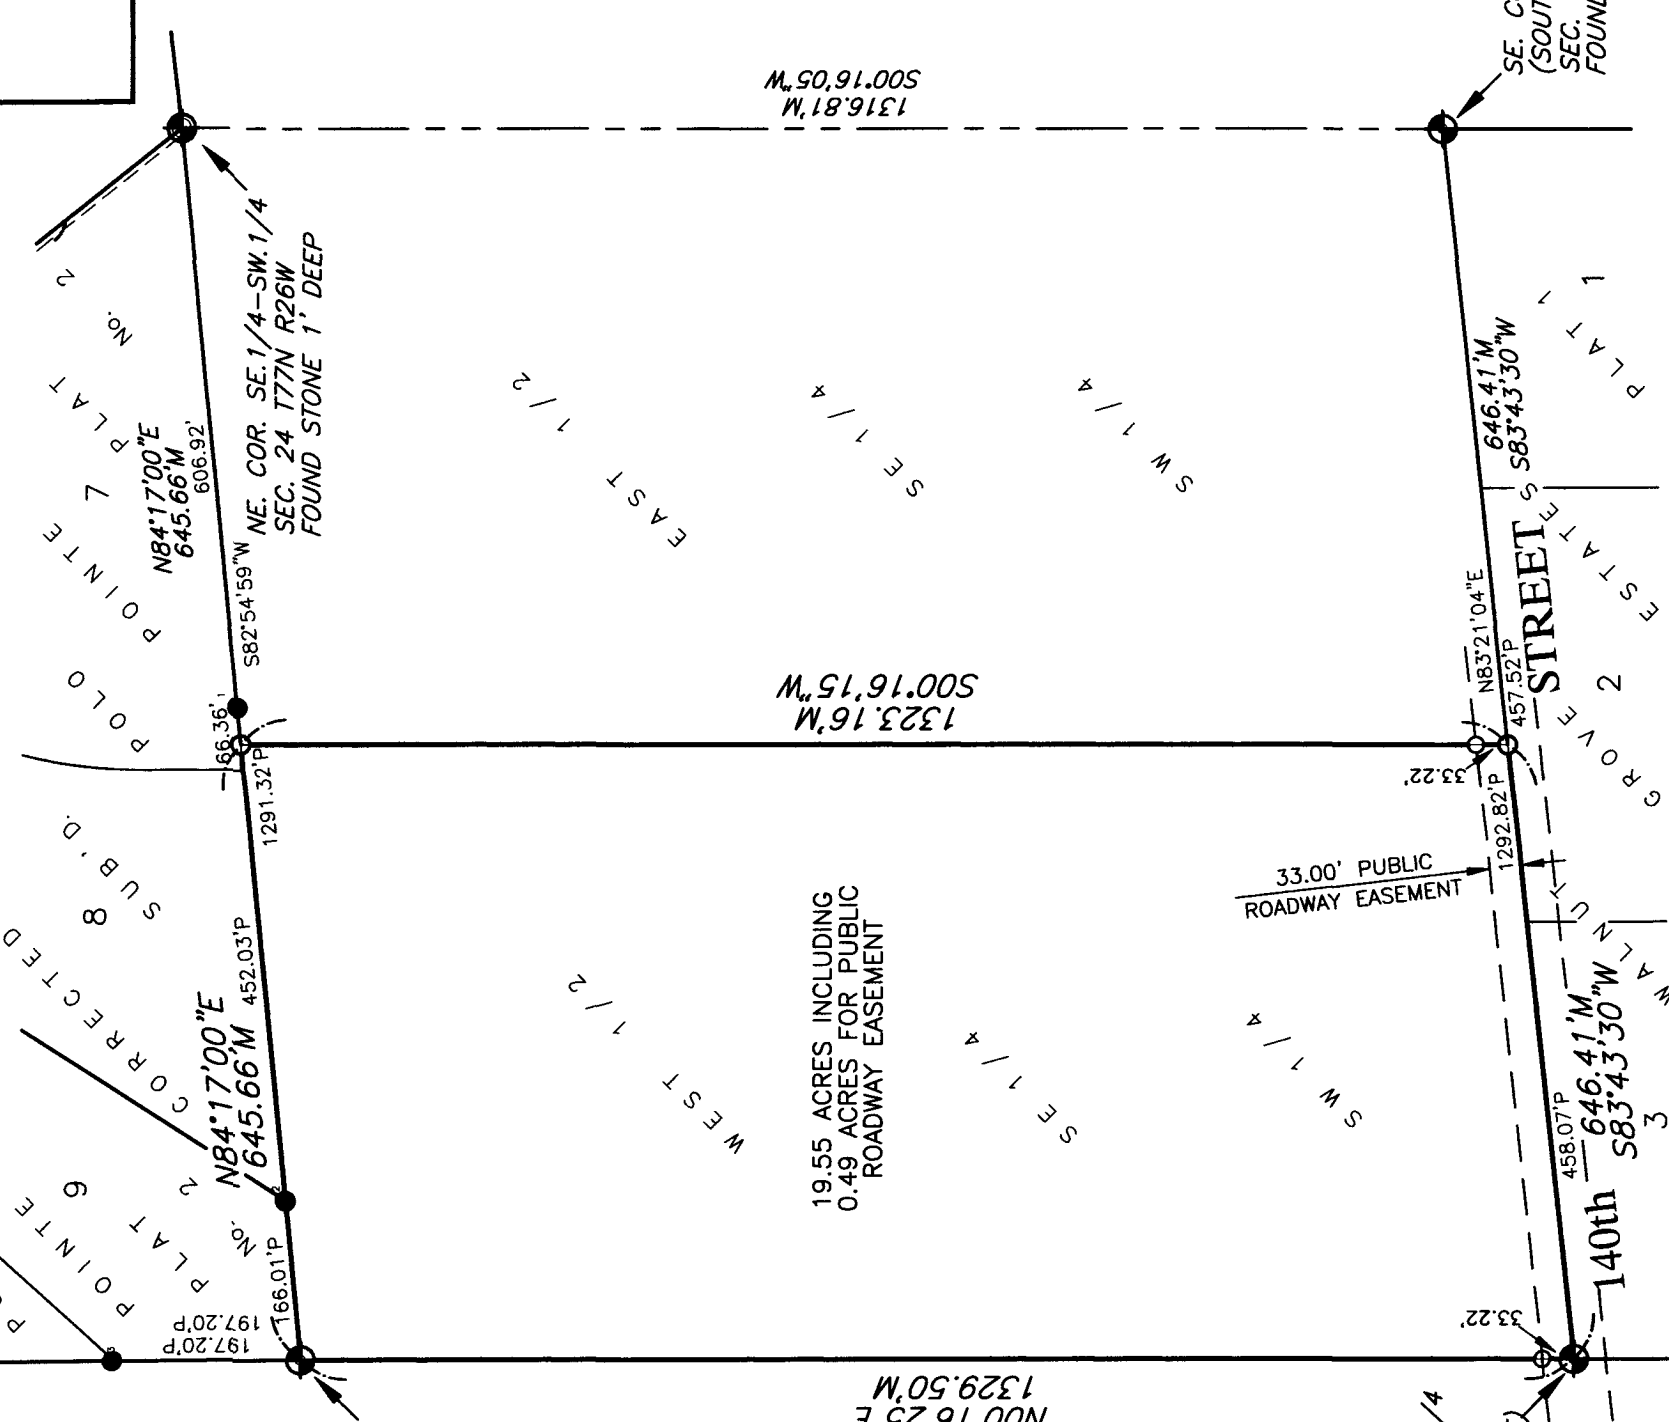 S00°16'05"W
1316.81'M
SE. C
(SOUT
SEC.
FOUND
NE. COR. SE.1/4-SW.1/4
SEC. 24 T77N R26W
FOUND STONE 1' DEEP
POLO POINTE 7 PLAT No. 2
N84°17'00"E
645.66'M
606.92'
S82°54'59"W
66.36'
1291.32'P
EAST 1/2
SE 1/4
SW 1/4
S00°16'15"W
1323.16'M
646.41'M
S83°43'30"W
PLAT 1
1
N83°21'04"E
457.52'P
33.22'
1292.82'P
140th STREET
WALNUT GROVE ESTATES
2
33.00' PUBLIC
ROADWAY EASEMENT
CORRECTED
8
SUB'D.
N84°17'00"E
645.66'M
452.03'P
166.01'P
POINTE
9
PLAT 2
No.
197.20'P
197.20'P
WEST 1/2
SE 1/4
SW 1/4
19.55 ACRES INCLUDING
0.49 ACRES FOR PUBLIC
ROADWAY EASEMENT
646.41'M
S83°43'30"W
458.07'P
3
33.22'
N00 16 25 E
1329.50'M
/4